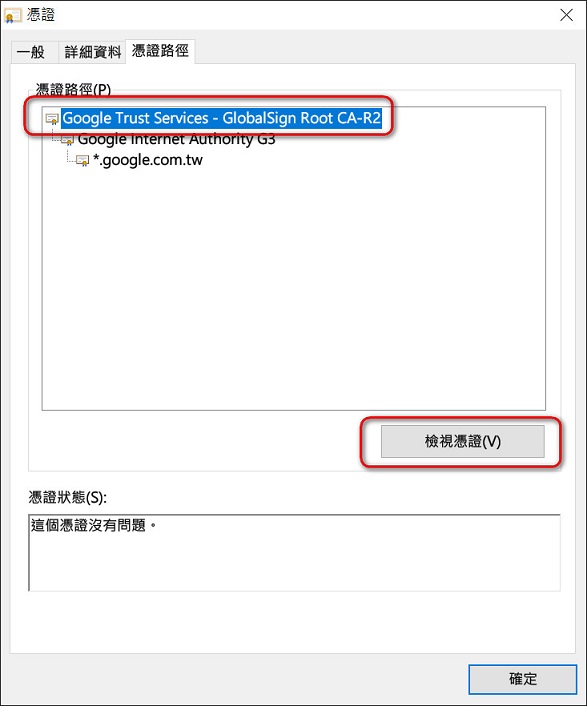 憑證
一般 詳細資料 憑證路徑
憑證路徑(P)
Google Trust Services - GlobalSign Root CA-R2
Google Internet Authority G3
*.google.com.tw
檢視憑證(V)
憑證狀態(S):
這個憑證沒有問題。
確定